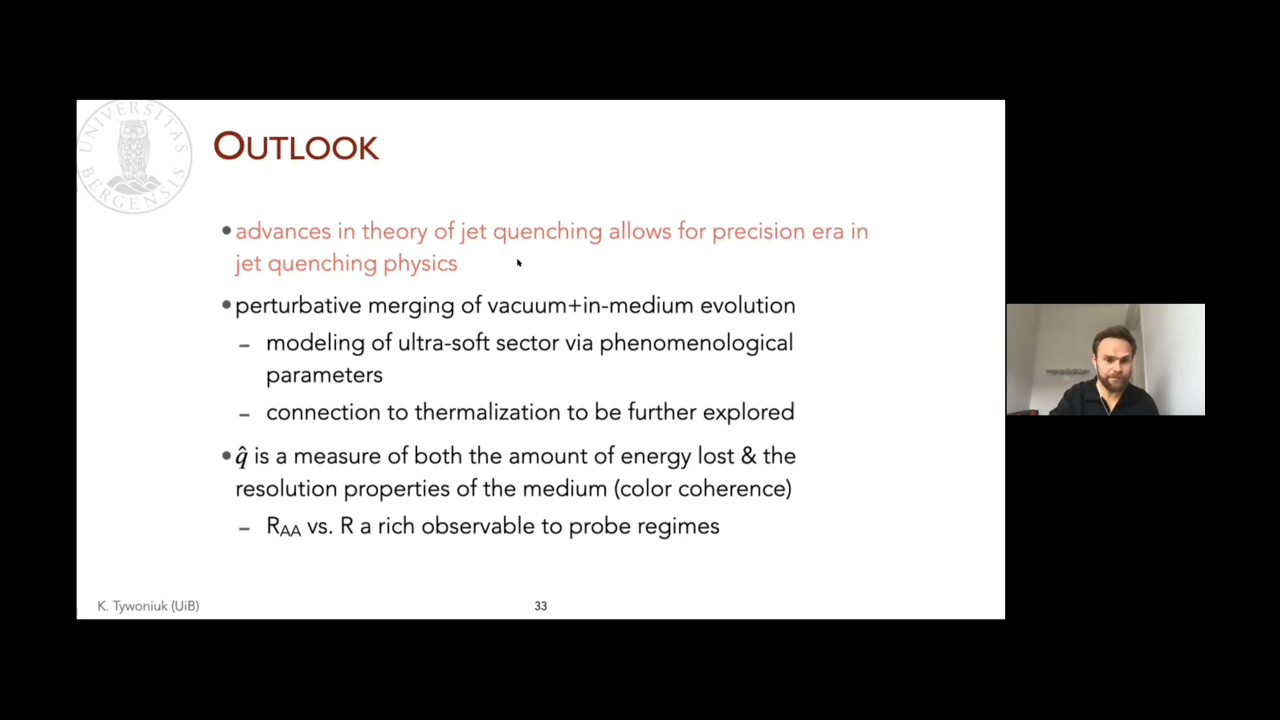 UNIVERSITAS
BERGENSIS
OUTLOOK
•advances in theory of jet quenching allows for precision era in
jet quenching physics
•perturbative merging of vacuum+in-medium evolution
– modeling of ultra-soft sector via phenomenological
parameters
– connection to thermalization to be further explored
•q̂ is a measure of both the amount of energy lost & the
resolution properties of the medium (color coherence)
– RAA vs. R a rich observable to probe regimes
K. Tywoniuk (UiB)
33